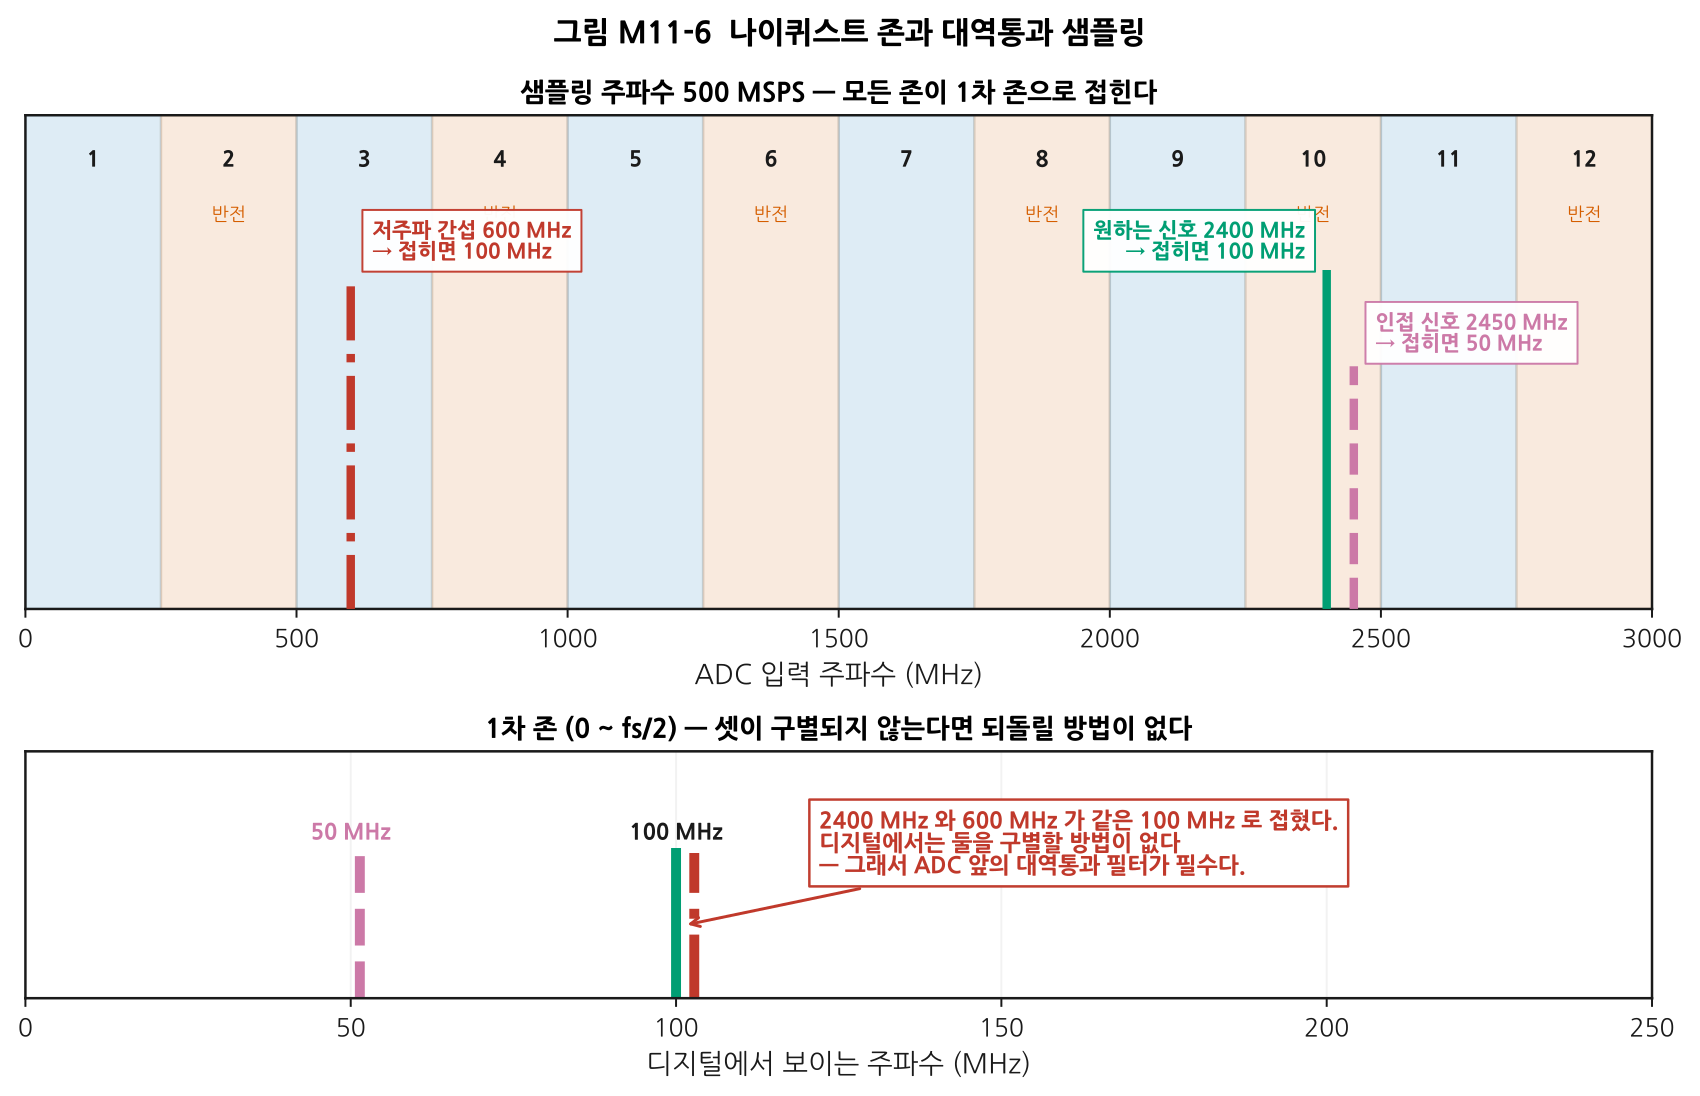 그림 M11-6 나이퀴스트 존과 대역통과 샘플링
샘플링 주파수 500 MSPS — 모든 존이 1차 존으로 접힌다
1 2 3 4 5 6 7 8 9 10 11 12
반전 반전 반전 반전
저주파 간섭 600 MHz
→ 접히면 100 MHz
원하는 신호 2400 MHz
→ 접히면 100 MHz
인접 신호 2450 MHz
→ 접히면 50 MHz
0 500 1000 1500 2000 2500 3000
ADC 입력 주파수 (MHz)
1차 존 (0 ~ fs/2) — 셋이 구별되지 않는다면 되돌릴 방법이 없다
50 MHz
100 MHz
2400 MHz 와 600 MHz 가 같은 100 MHz 로 접혔다.
디지털에서는 둘을 구별할 방법이 없다
— 그래서 ADC 앞의 대역통과 필터가 필수다.
0 50 100 150 200 250
디지털에서 보이는 주파수 (MHz)